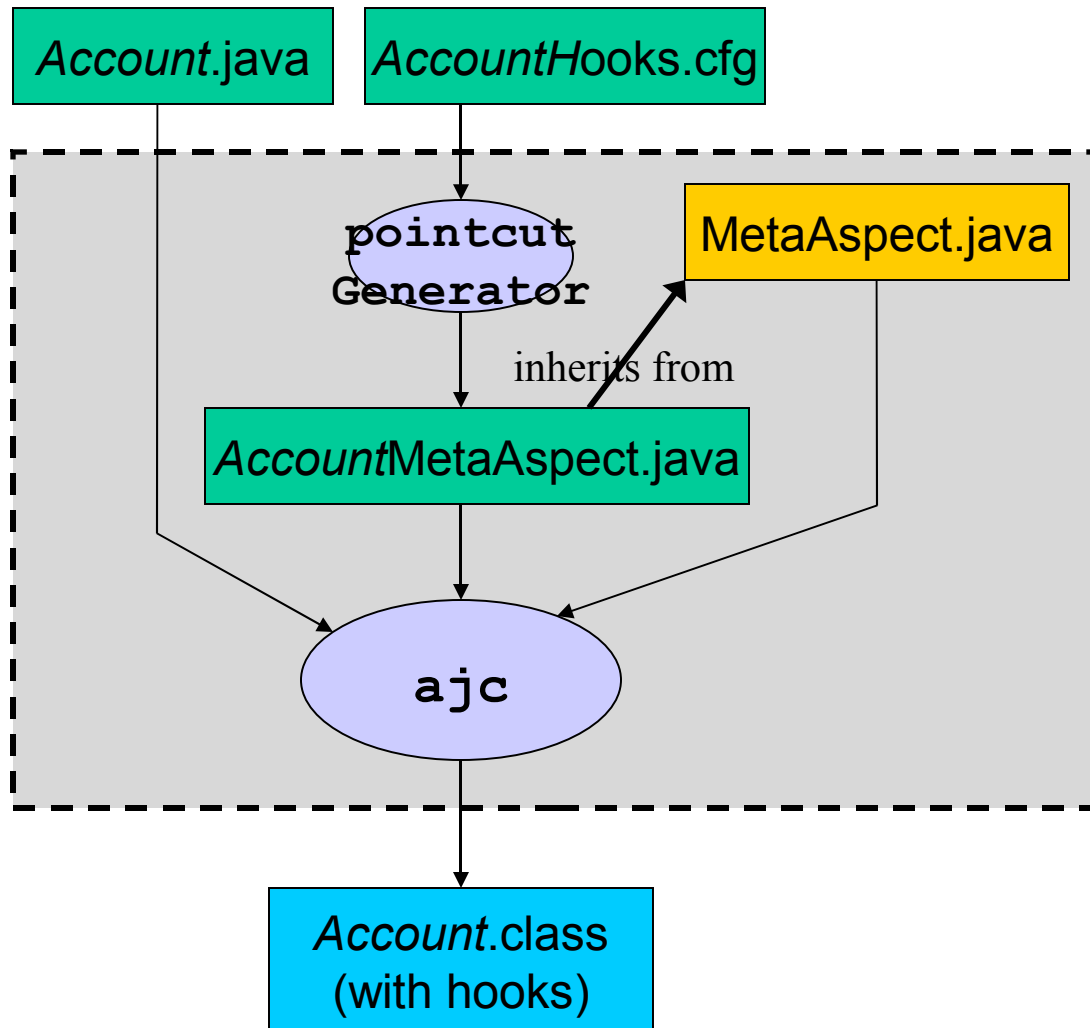 Account.java
AccountHooks.cfg
pointcut
Generator
MetaAspect.java
inherits from
AccountMetaAspect.java
ajc
Account.class
(with hooks)